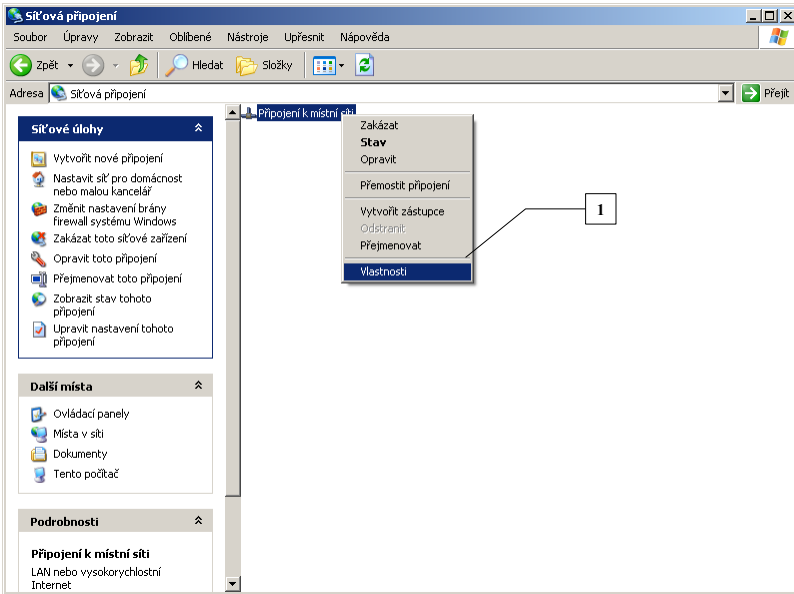 Síťová připojení
Soubor Úpravy Zobrazit Oblíbené Nástroje Upřesnit Nápověda
Zpět Hledat Složky
Adresa Síťová připojení Přejít
Síťové úlohy
Vytvořit nové připojení
Nastavit síť pro domácnost
nebo malou kancelář
Změnit nastavení brány
firewall systému Windows
Zakázat toto síťové zařízení
Opravit toto připojení
Přejmenovat toto připojení
Zobrazit stav tohoto
připojení
Upravit nastavení tohoto
připojení
Další místa
Ovládací panely
Místa v síti
Dokumenty
Tento počítač
Podrobnosti
Připojení k místní síti
LAN nebo vysokorychlostní
Internet
Připojení k místní síti
Zakázat
Stav
Opravit
Přemostit připojení
Vytvořit zástupce
Odstranit
Přejmenovat
Vlastnosti
1